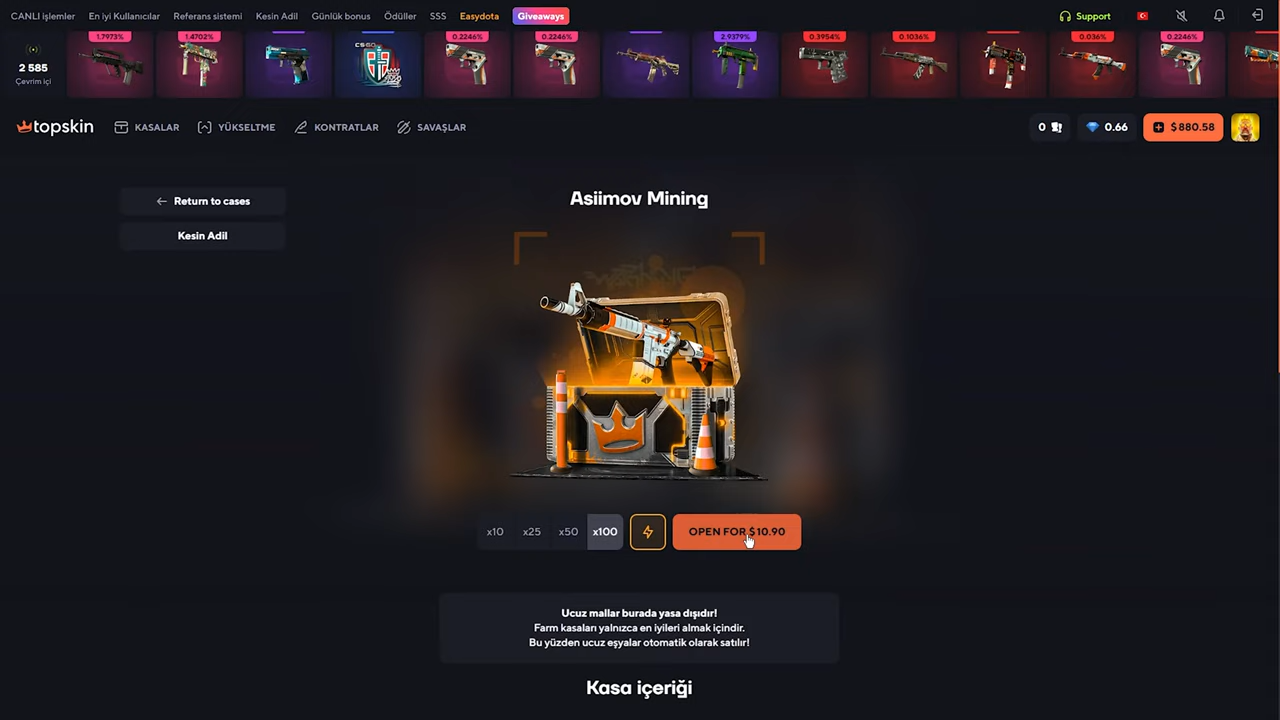 CANLI işlemler
En iyi Kullanıcılar
Referans sistemi
Kesin Adil
Günlük bonus
Ödüller
SSS
Easydota
Giveaways
Support
1.7973%
1.4702%
0.2246%
0.2246%
2.9379%
0.3954%
0.1036%
0.036%
0.2246%
2 585
Çevrim içi
topskin
KASALAR
YÜKSELTME
KONTRATLAR
SAVAŞLAR
0
0.66
$880.58
Return to cases
Kesin Adil
Asiimov Mining
x10
x25
x50
x100
OPEN FOR $10.90
Ucuz mallar burada yasa dışıdır!
Farm kasaları yalnızca en iyileri almak içindir.
Bu yüzden ucuz eşyalar otomatik olarak satılır!
Kasa içeriği